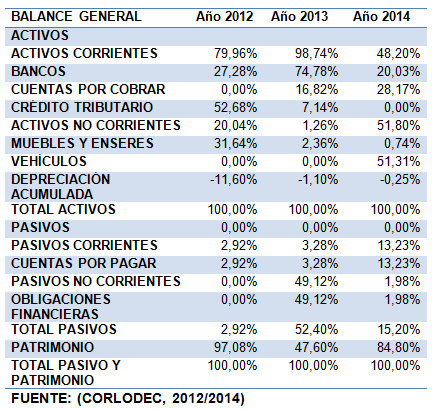 BALANCE GENERAL Año 2012 Año 2013 Año 2014
ACTIVOS
ACTIVOS CORRIENTES 79,96% 98,74% 48,20%
BANCOS 27,28% 74,78% 20,03%
CUENTAS POR COBRAR 0,00% 16,82% 28,17%
CRÉDITO TRIBUTARIO 52,68% 7,14% 0,00%
ACTIVOS NO CORRIENTES 20,04% 1,26% 51,80%
MUEBLES Y ENSERES 31,64% 2,36% 0,74%
VEHÍCULOS 0,00% 0,00% 51,31%
DEPRECIACIÓN -11,60% -1,10% -0,25%
ACUMULADA
TOTAL ACTIVOS 100,00% 100,00% 100,00%
PASIVOS 0,00% 0,00% 0,00%
PASIVOS CORRIENTES 2,92% 3,28% 13,23%
CUENTAS POR PAGAR 2,92% 3,28% 13,23%
PASIVOS NO CORRIENTES 0,00% 49,12% 1,98%
OBLIGACIONES 0,00% 49,12% 1,98%
FINANCIERAS
TOTAL PASIVOS 2,92% 52,40% 15,20%
PATRIMONIO 97,08% 47,60% 84,80%
TOTAL PASIVO Y 100,00% 100,00% 100,00%
PATRIMONIO
FUENTE: (CORLODEC, 2012/2014)